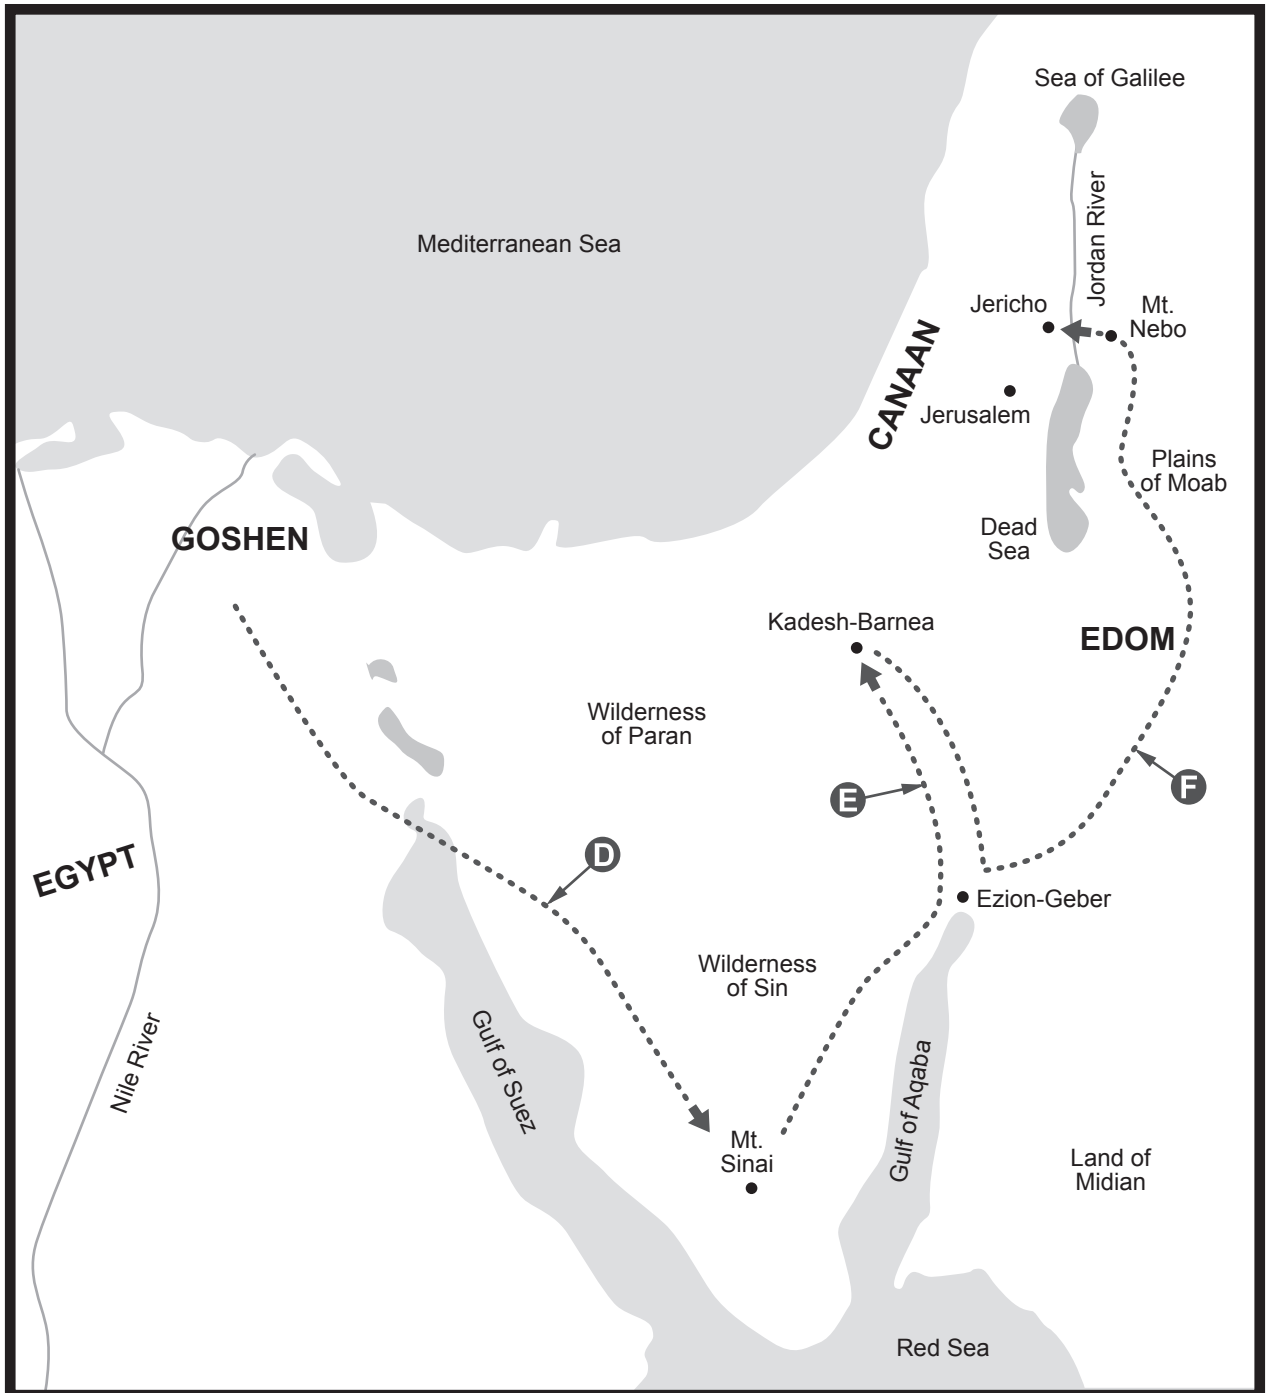 Sea of Galilee
Jordan River
Mediterranean Sea
Jericho
Mt.
Nebo
CANAAN
Jerusalem
Plains
of Moab
GOSHEN
Dead
Sea
Kadesh-Barnea
EDOM
Wilderness
of Paran
E
F
D
EGYPT
Ezion-Geber
Wilderness
of Sin
Nile River
Gulf of Suez
Gulf of Aqaba
Mt.
Sinai
Land of
Midian
Red Sea